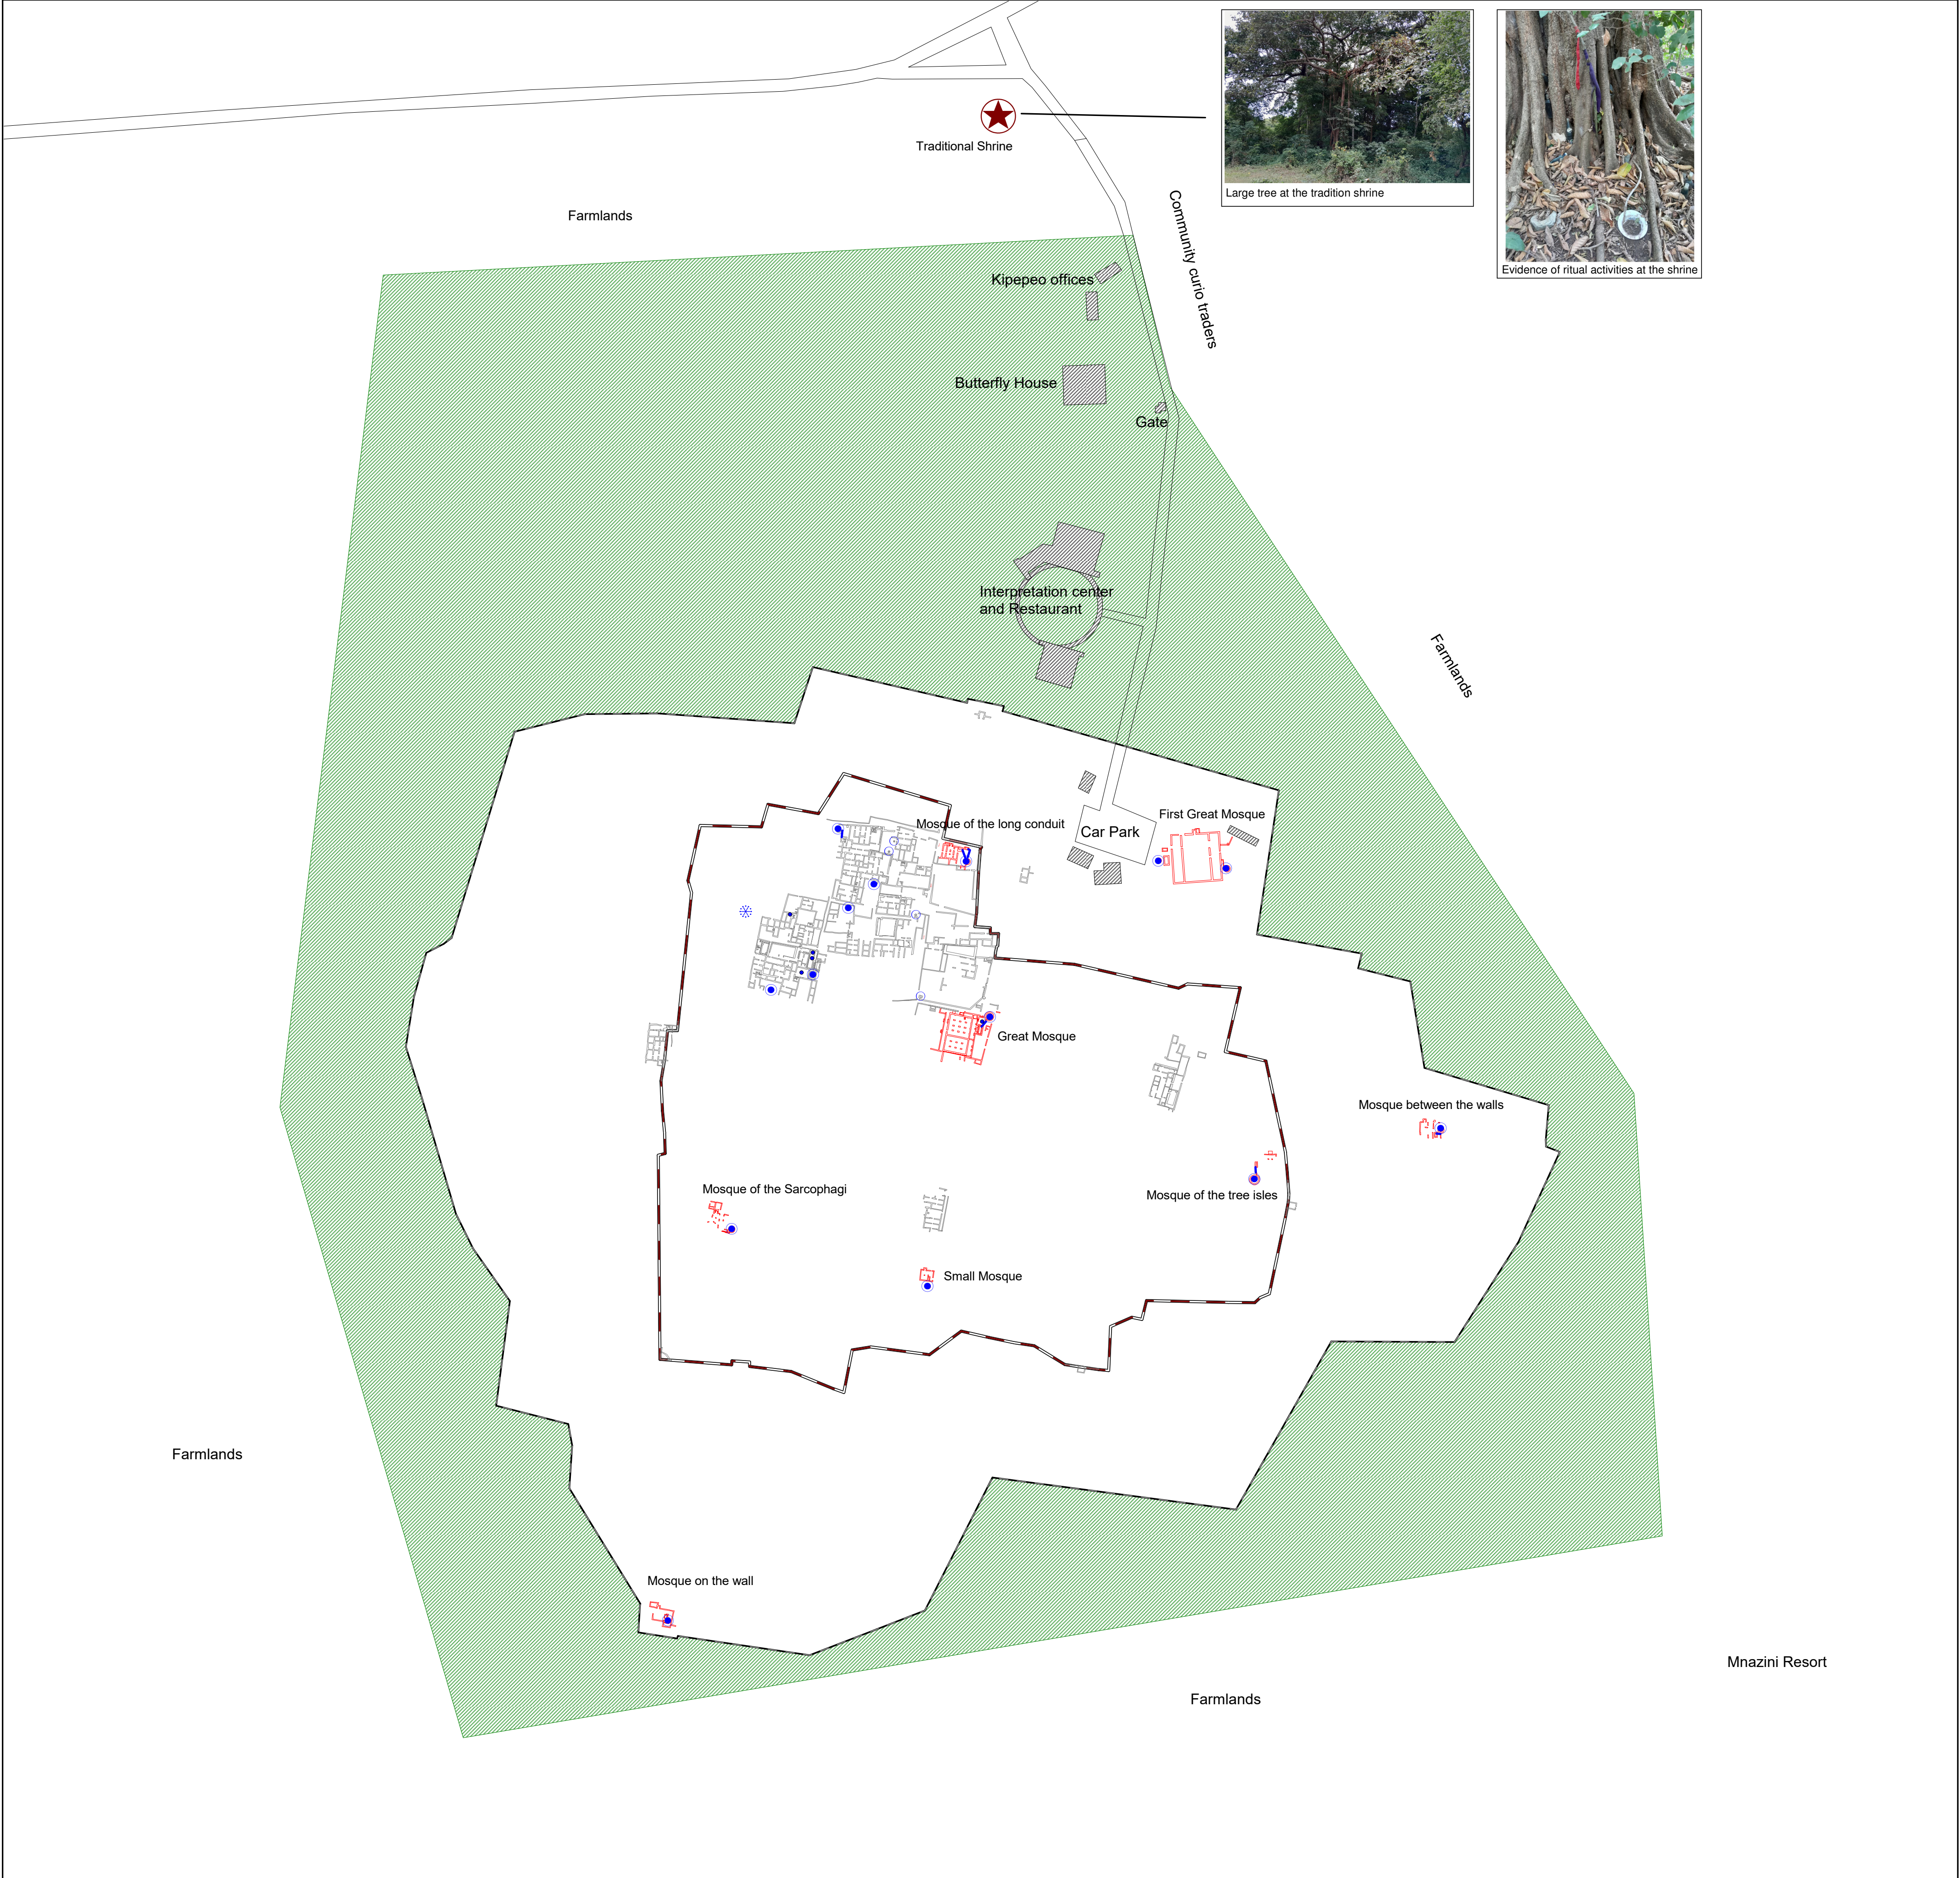 Traditional Shrine
Large tree at the tradition shrine
Evidence of ritual activities at the shrine
Farmlands
Community curio traders
Kipepeo offices
Butterfly House
Gate
Interpretation center
and Restaurant
Farmlands
Mosque of the long conduit
Car Park
First Great Mosque
Great Mosque
Mosque between the walls
Mosque of the Sarcophagi
Mosque of the tree isles
Small Mosque
Farmlands
Mosque on the wall
Mnazini Resort
Farmlands